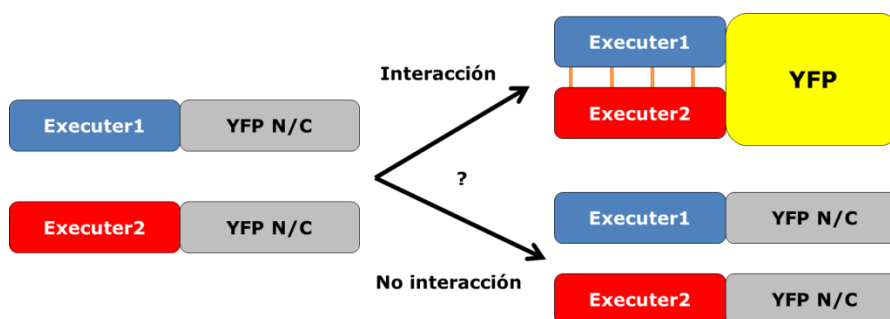 Executer1 YFP N/C
Executer2 YFP N/C
Interacción
?
No interacción
Executer1
Executer2
YFP
Executer1 YFP N/C
Executer2 YFP N/C